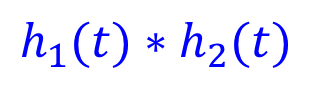 h₁(t) ∗ h₂(t)